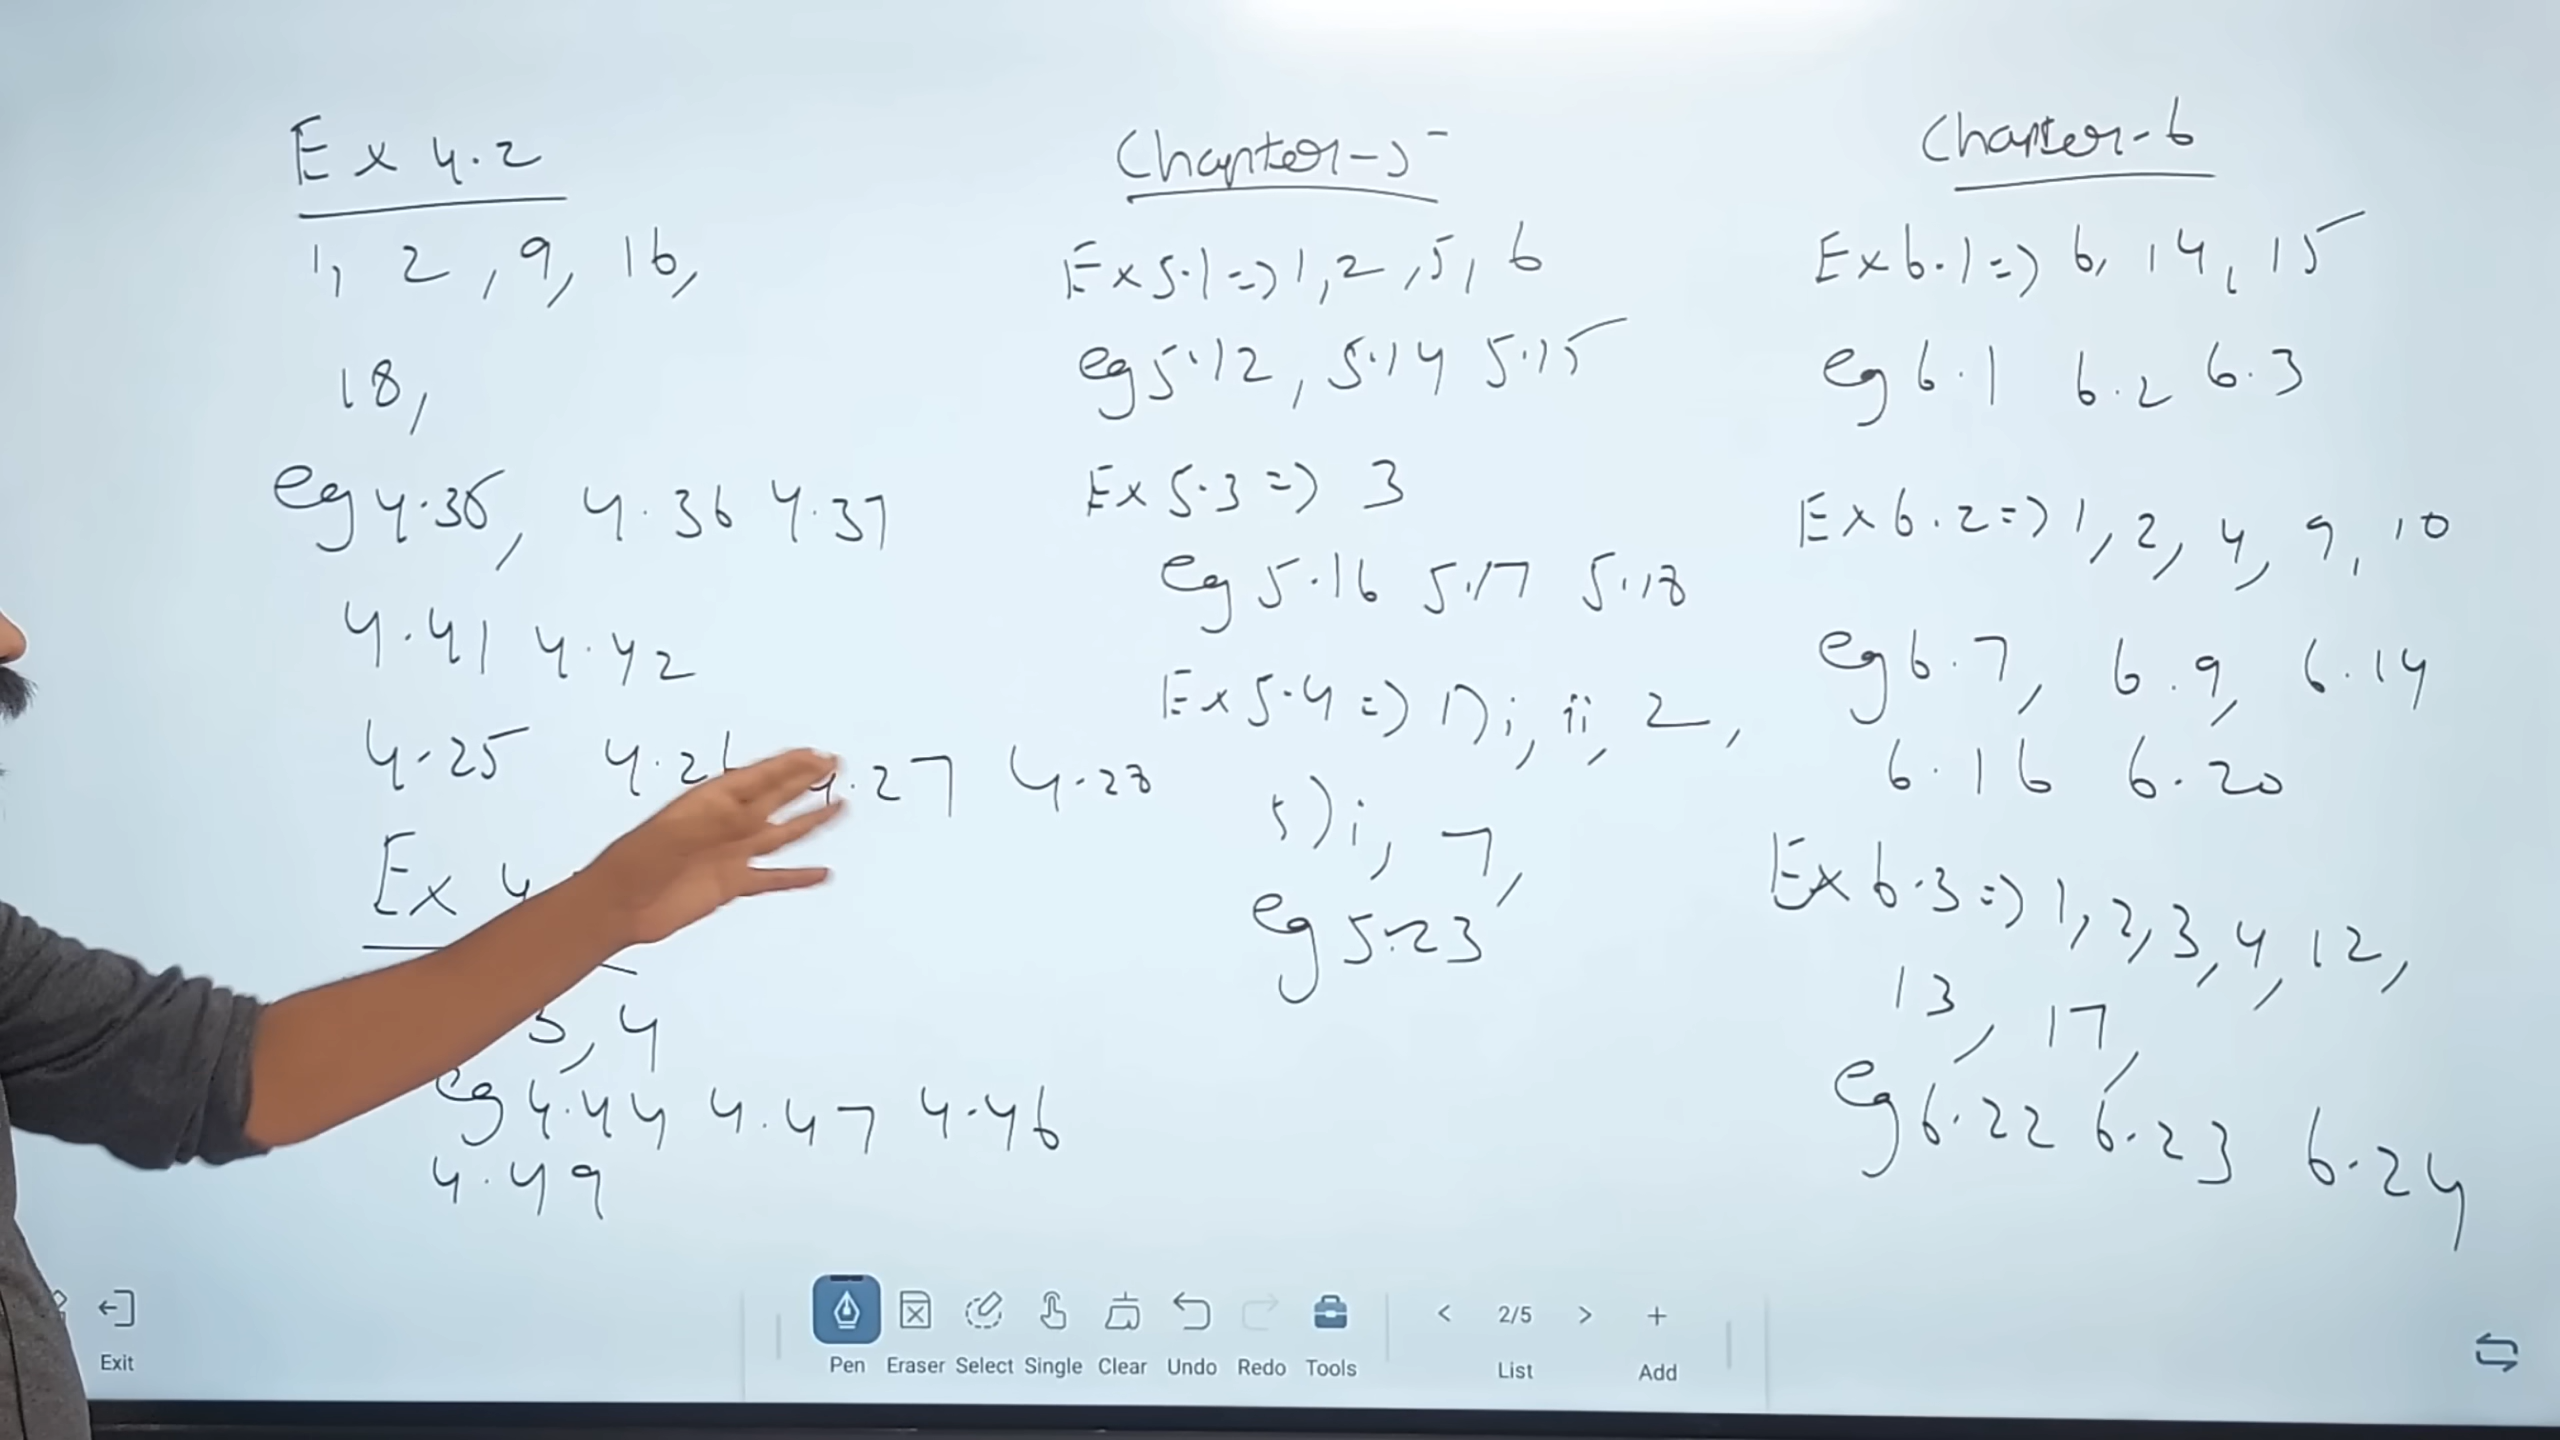 Ex 4.2
1, 2, 9, 16,
18,
eg 4.35, 4.36 4.37
4.41 4.42
4.25 4.26 4.27 4.28
Ex 4.
3, 4
eg 4.44 4.47 4.46
4.49
Chapter-5
Ex 5.1 => 1, 2, 5, 6
eg 5.12, 5.14 5.15
Ex 5.3 => 3
eg 5.16 5.17 5.18
Ex 5.4 => 1) i, ii, 2,
5) i, 7,
eg 5.23
Chapter-6
Ex 6.1 => 6, 14, 15
eg 6.1 6.2 6.3
Ex 6.2 => 1, 2, 4, 9, 10
eg 6.7, 6.9, 6.14
6.16 6.20
Ex 6.3 => 1, 2, 3, 4, 12,
13, 17,
eg 6.22 6.23 6.24
2/5
Exit Pen Eraser Select Single Clear Undo Redo Tools List Add